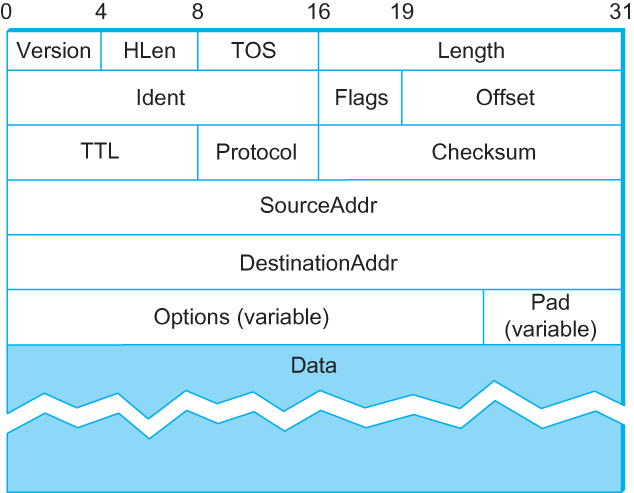 0 4 8 16 19 31
Version HLen TOS Length
Ident Flags Offset
TTL Protocol Checksum
SourceAddr
DestinationAddr
Options (variable) Pad
(variable)
Data